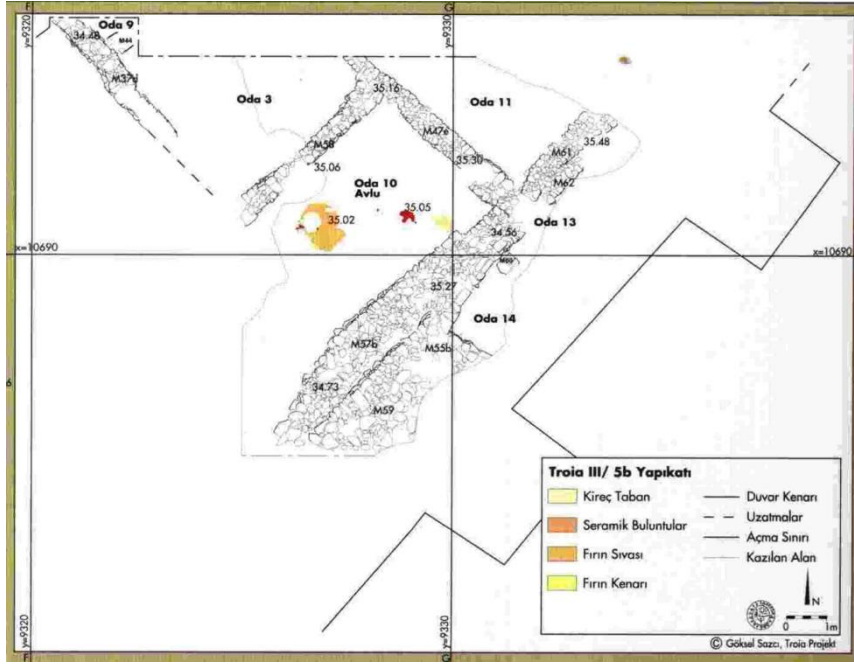 F
G
y=9320
y=9330
Oda 9
34.48
M44
M37d
Oda 3
35.16
Oda 11
M47e
M58
35.06
35.30
M61
35.48
M62
Oda 10
Avlu
35.05
35.02
34.56
Oda 13
x=10690
x=10690
35.27
Oda 14
M57b
M55b
34.73
M59
6
Troia III/ 5b Yapıkatı
Kireç Taban
Seramik Buluntular
Fırın Sıvası
Fırın Kenarı
Duvar Kenarı
Uzatmalar
Açma Sınırı
Kazılan Alan
N
0 1m
y=9320
y=9330
F
G
© Göksel Sazcı, Troia Projekt